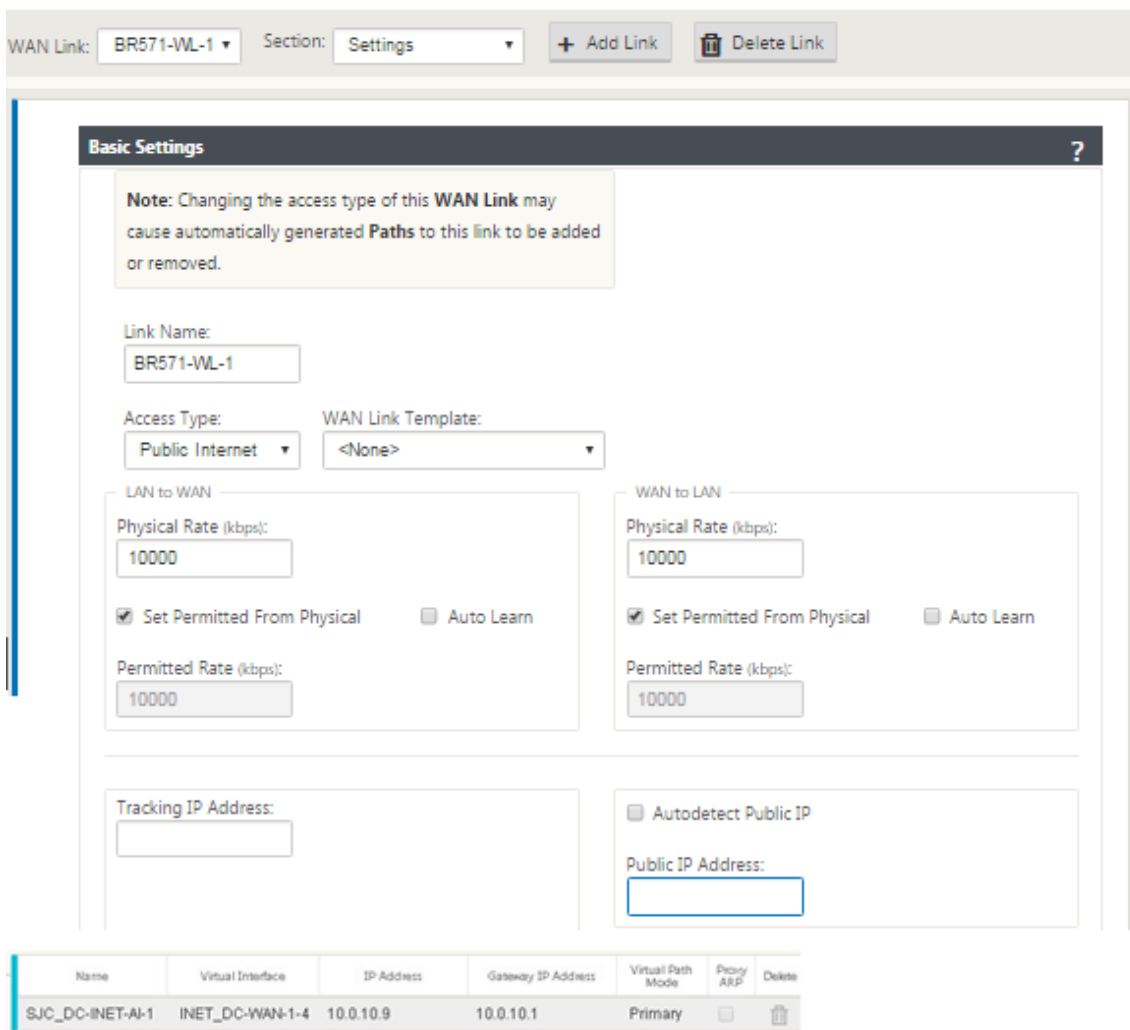 WAN Link: BR571-WL-1 Section: Settings + Add Link Delete Link
Basic Settings ?
Note: Changing the access type of this WAN Link may
cause automatically generated Paths to this link to be added
or removed.
Link Name:
BR571-WL-1
Access Type: WAN Link Template:
Public Internet <None>
LAN to WAN WAN to LAN
Physical Rate (kbps): Physical Rate (kbps):
10000 10000
Set Permitted From Physical Auto Learn Set Permitted From Physical Auto Learn
Permitted Rate (kbps): Permitted Rate (kbps):
10000 10000
Tracking IP Address: Autodetect Public IP
Public IP Address:
Name Virtual Interface IP Address Gateway IP Address Virtual Path Mode Proxy ARP Delete
SJC_DC-INET-AI-1 INET_DC-WAN-1-4 10.0.10.9 10.0.10.1 Primary